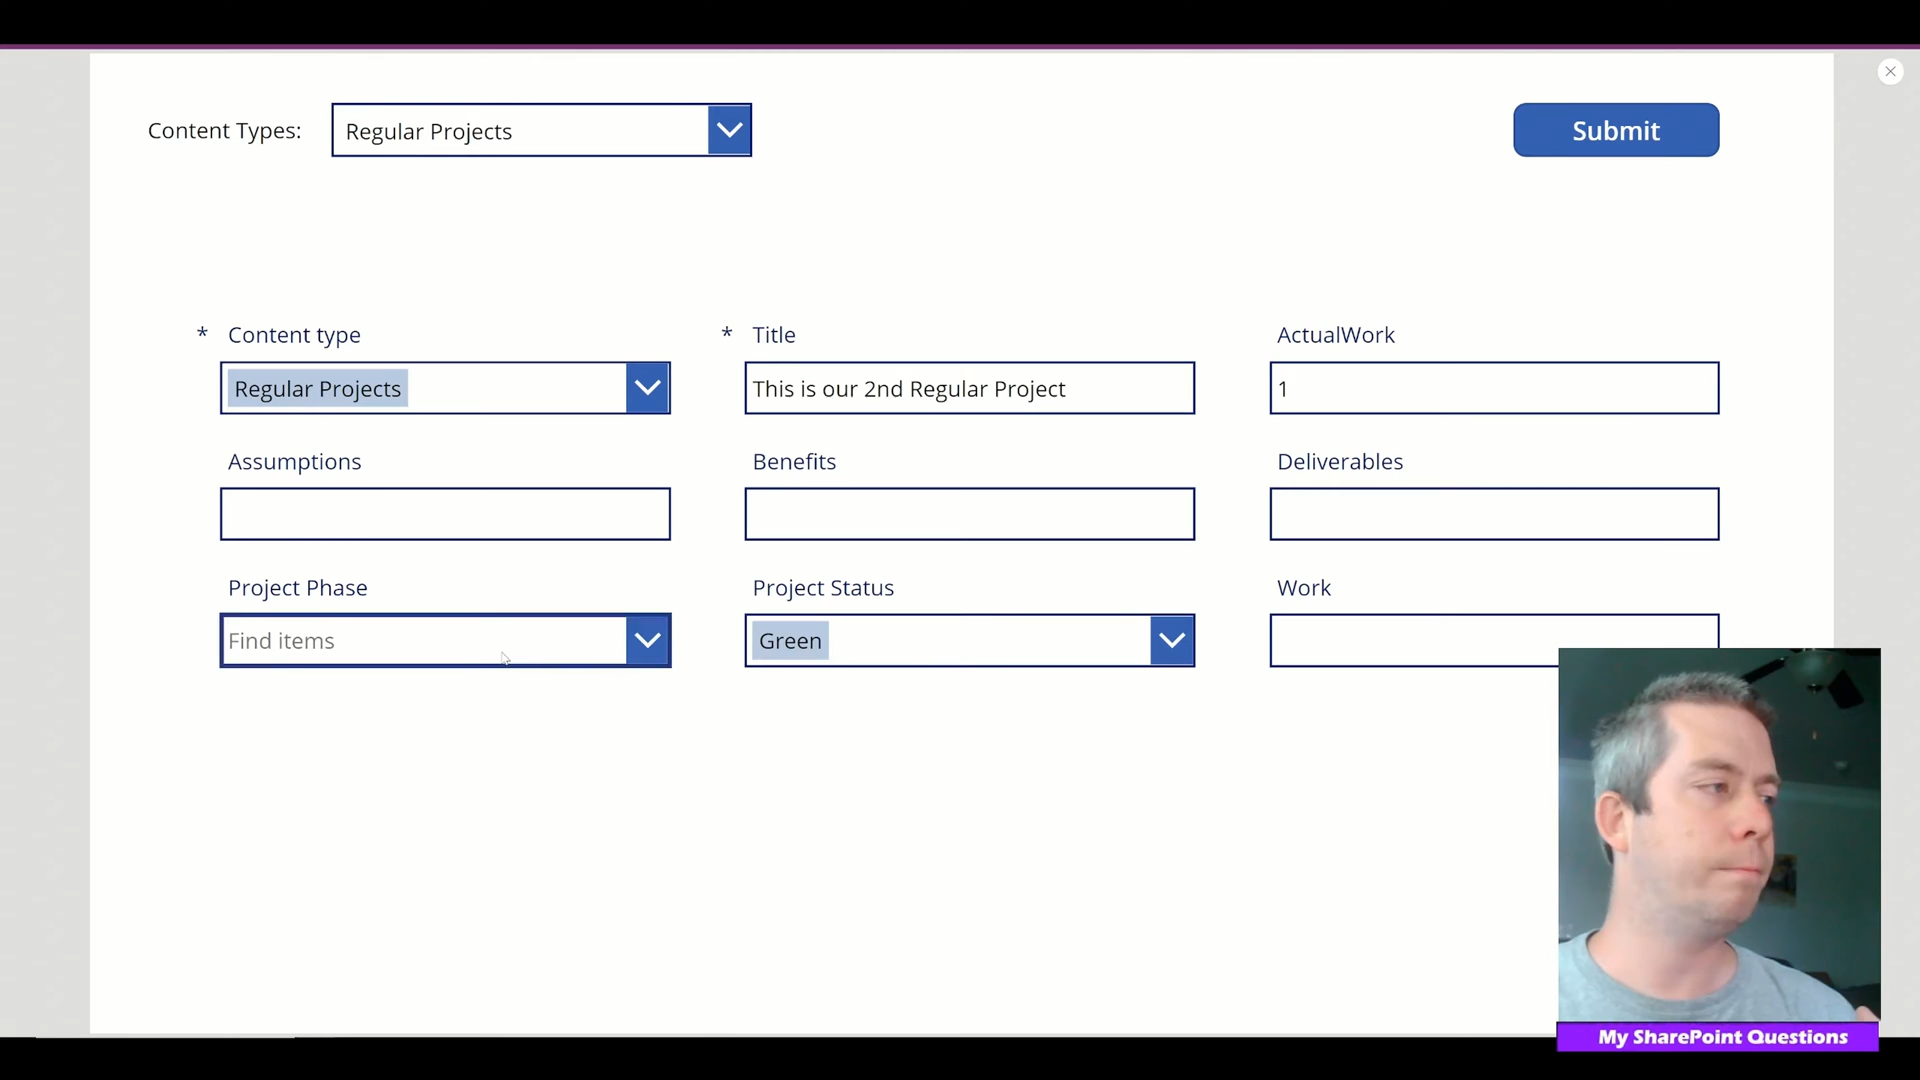 Content Types:
Regular Projects
Submit
* Content type
* Title
ActualWork
Regular Projects
This is our 2nd Regular Project
1
Assumptions
Benefits
Deliverables
Project Phase
Project Status
Work
Find items
Green
My SharePoint Questions